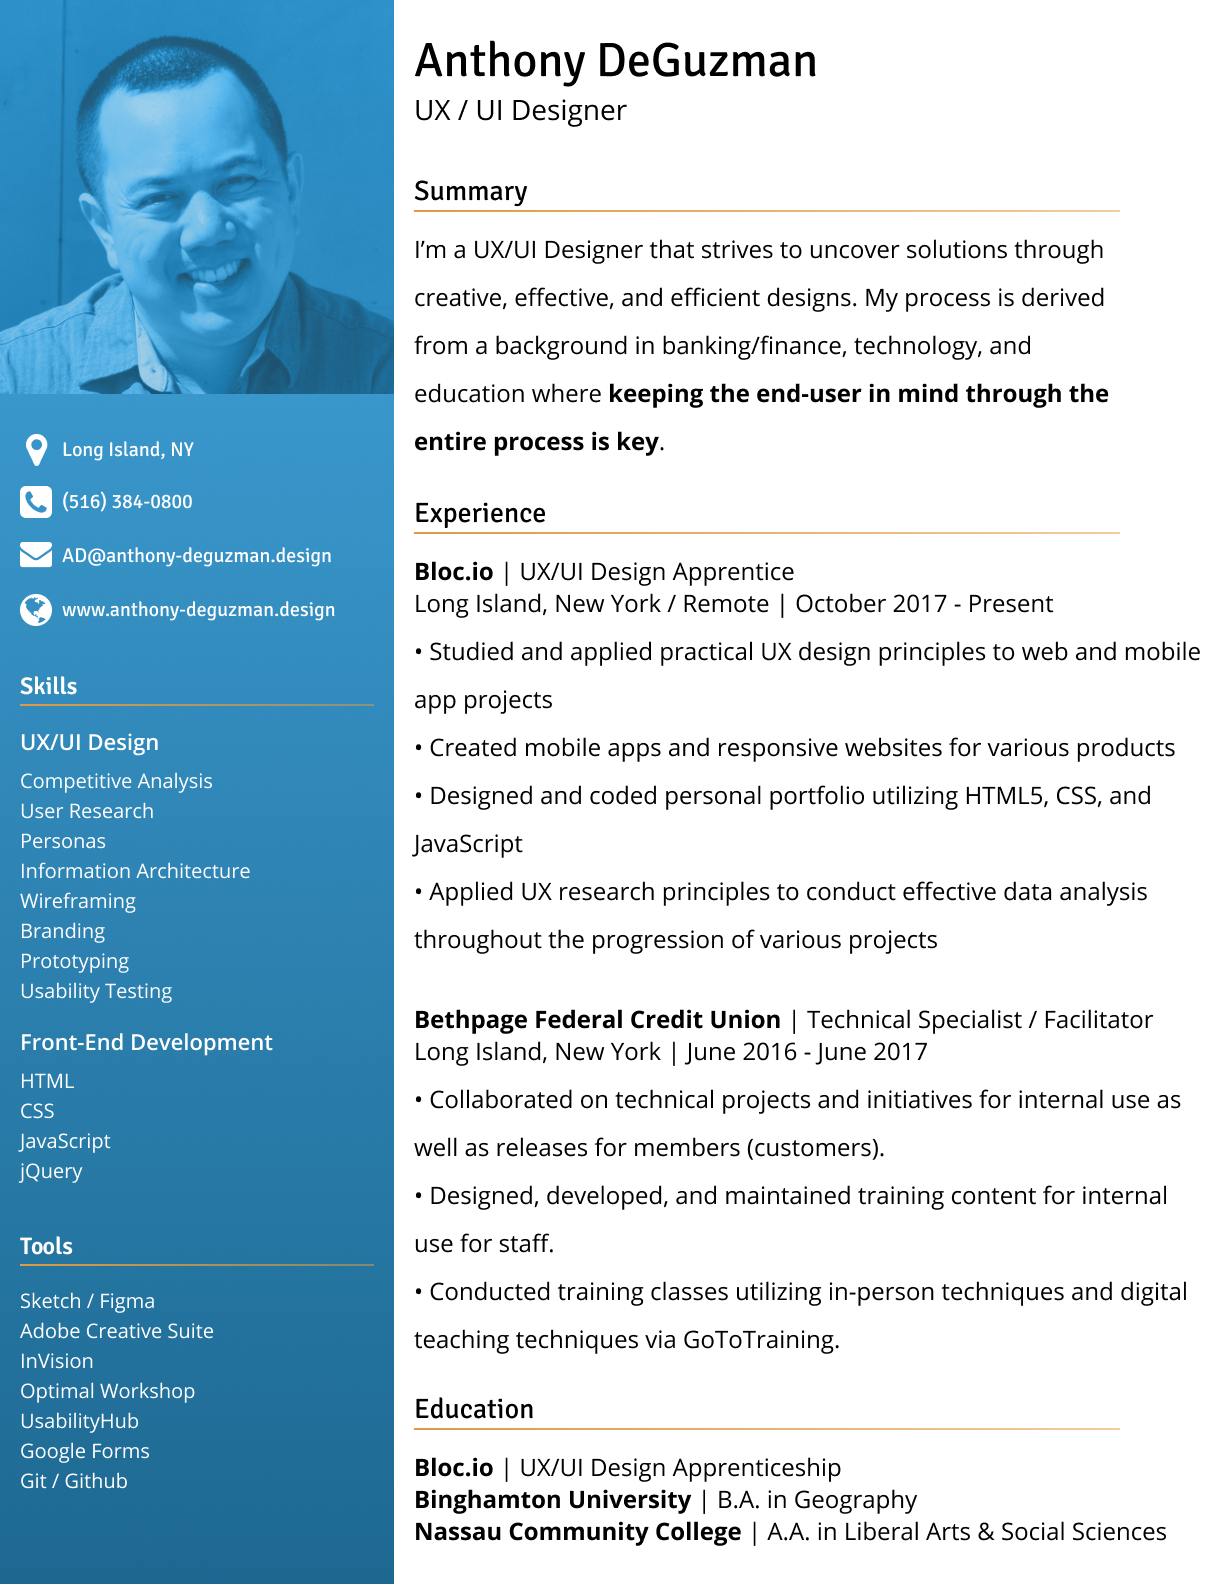 Anthony DeGuzman
UX / UI Designer
Long Island, NY
(516) 384-0800
AD@anthony-deguzman.design
www.anthony-deguzman.design
Skills
UX/UI Design
Competitive Analysis
User Research
Personas
Information Architecture
Wireframing
Branding
Prototyping
Usability Testing
Front-End Development
HTML
CSS
JavaScript
jQuery
Tools
Sketch / Figma
Adobe Creative Suite
InVision
Optimal Workshop
UsabilityHub
Google Forms
Git / Github
Summary
I’m a UX/UI Designer that strives to uncover solutions through
creative, effective, and efficient designs. My process is derived
from a background in banking/finance, technology, and
education where keeping the end-user in mind through the
entire process is key.
Experience
Bloc.io | UX/UI Design Apprentice
Long Island, New York / Remote | October 2017 - Present
• Studied and applied practical UX design principles to web and mobile
app projects
• Created mobile apps and responsive websites for various products
• Designed and coded personal portfolio utilizing HTML5, CSS, and
JavaScript
• Applied UX research principles to conduct effective data analysis
throughout the progression of various projects
Bethpage Federal Credit Union | Technical Specialist / Facilitator
Long Island, New York | June 2016 - June 2017
• Collaborated on technical projects and initiatives for internal use as
well as releases for members (customers).
• Designed, developed, and maintained training content for internal
use for staff.
• Conducted training classes utilizing in-person techniques and digital
teaching techniques via GoToTraining.
Education
Bloc.io | UX/UI Design Apprenticeship
Binghamton University | B.A. in Geography
Nassau Community College | A.A. in Liberal Arts & Social Sciences